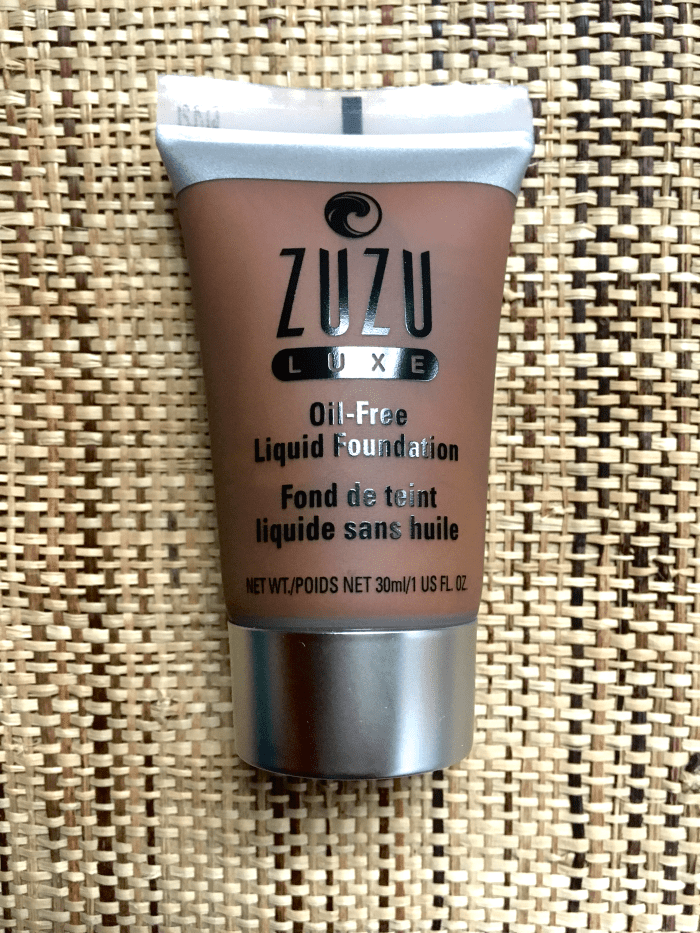 ZUZU
LUXE
Oil-Free
Liquid Foundation
Fond de teint
liquide sans huile
NET WT./POIDS NET 30ml/1 US FL. OZ.